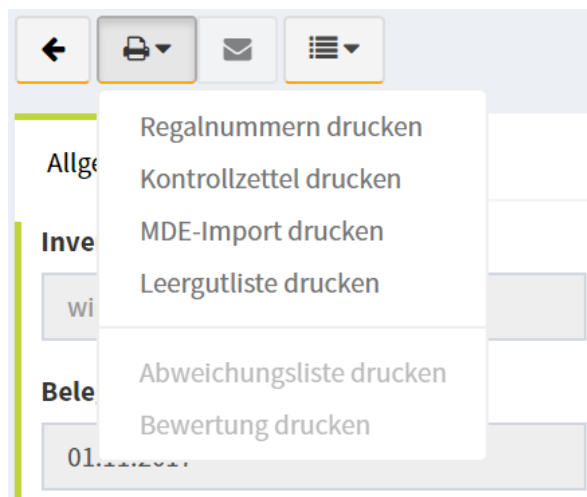 Regalnummern drucken
Kontrollzettel drucken
MDE-Import drucken
Leergutliste drucken
Abweichungsliste drucken
Bewertung drucken